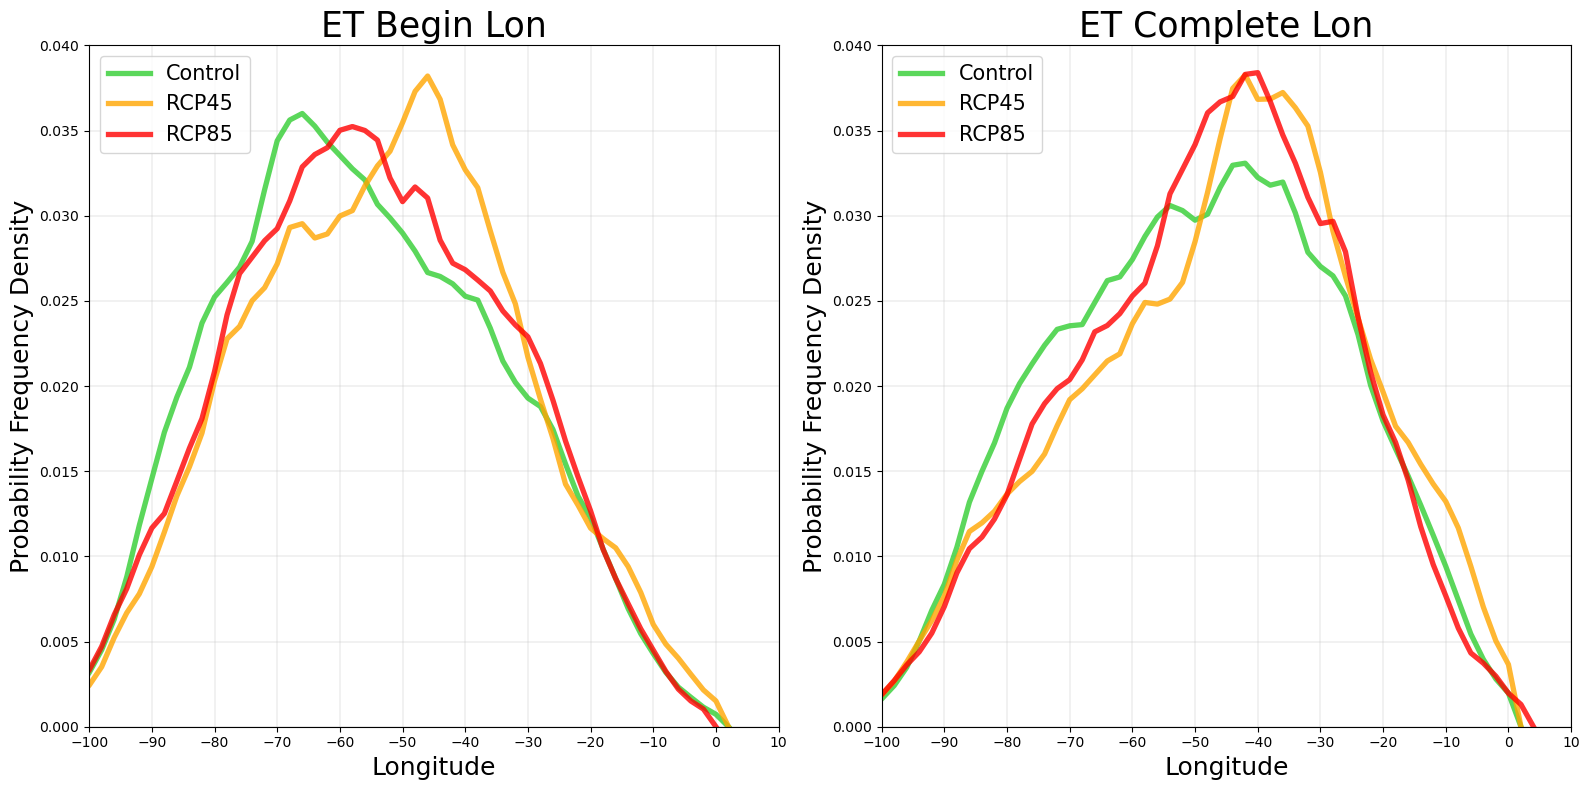 ET Begin Lon
0.040
0.035
0.030
0.025
0.020
0.015
0.010
0.005
0.000
Probability Frequency Density
Control
RCP45
RCP85
−100 −90 −80 −70 −60 −50 −40 −30 −20 −10 0 10
Longitude
ET Complete Lon
0.040
0.035
0.030
0.025
0.020
0.015
0.010
0.005
0.000
Probability Frequency Density
Control
RCP45
RCP85
−100 −90 −80 −70 −60 −50 −40 −30 −20 −10 0 10
Longitude